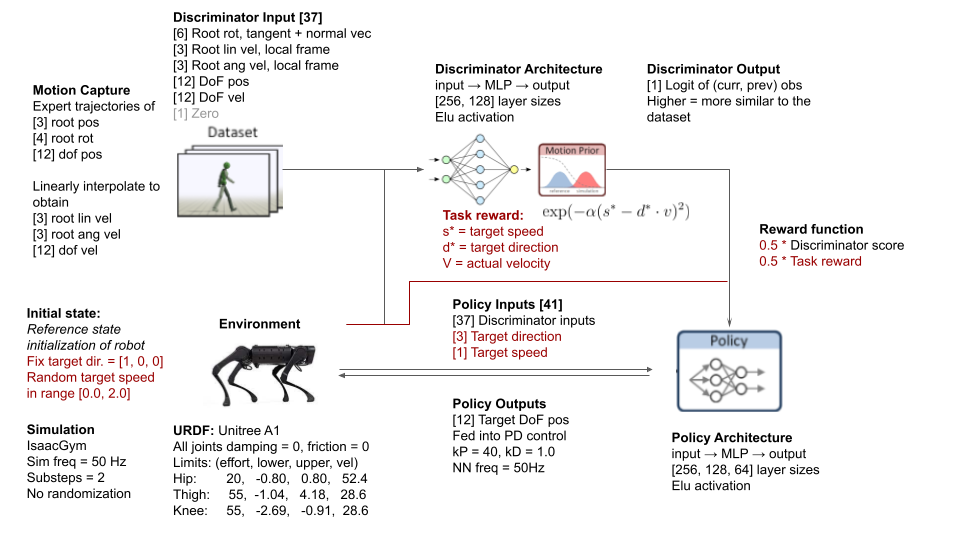 Discriminator Input [37]
[6] Root rot, tangent + normal vec
[3] Root lin vel, local frame
[3] Root ang vel, local frame
[12] DoF pos
[12] DoF vel
[1] Zero
Dataset
Motion Capture
Expert trajectories of
[3] root pos
[4] root rot
[12] dof pos
Linearly interpolate to
obtain
[3] root lin vel
[3] root ang vel
[12] dof vel
Discriminator Architecture
input → MLP → output
[256, 128] layer sizes
Elu activation
Discriminator Output
[1] Logit of (curr, prev) obs
Higher = more similar to the
dataset
Motion Prior
reference simulation
exp(−α(s* − d* · v)²)
Task reward:
s* = target speed
d* = target direction
V = actual velocity
Reward function
0.5 * Discriminator score
0.5 * Task reward
Initial state:
Reference state
initialization of robot
Fix target dir. = [1, 0, 0]
Random target speed
in range [0.0, 2.0]
Environment
Policy Inputs [41]
[37] Discriminator inputs
[3] Target direction
[1] Target speed
Policy
Policy Outputs
[12] Target DoF pos
Fed into PD control
kP = 40, kD = 1.0
NN freq = 50Hz
Simulation
IsaacGym
Sim freq = 50 Hz
Substeps = 2
No randomization
URDF: Unitree A1
All joints damping = 0, friction = 0
Limits: (effort, lower, upper, vel)
Hip: 20, -0.80, 0.80, 52.4
Thigh: 55, -1.04, 4.18, 28.6
Knee: 55, -2.69, -0.91, 28.6
Policy Architecture
input → MLP → output
[256, 128, 64] layer sizes
Elu activation